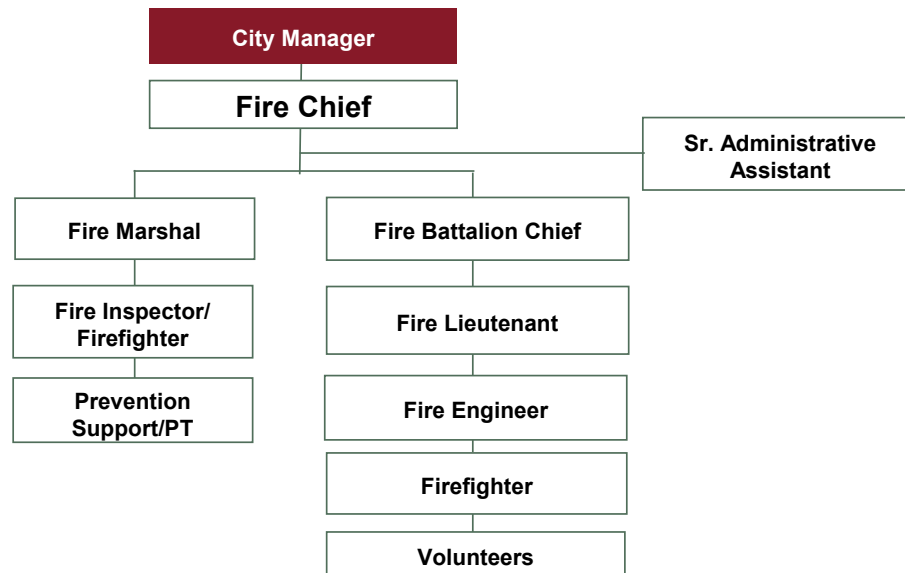 City Manager
Fire Chief
Sr. Administrative
Assistant
Fire Marshal
Fire Battalion Chief
Fire Inspector/
Firefighter
Fire Lieutenant
Prevention
Support/PT
Fire Engineer
Firefighter
Volunteers